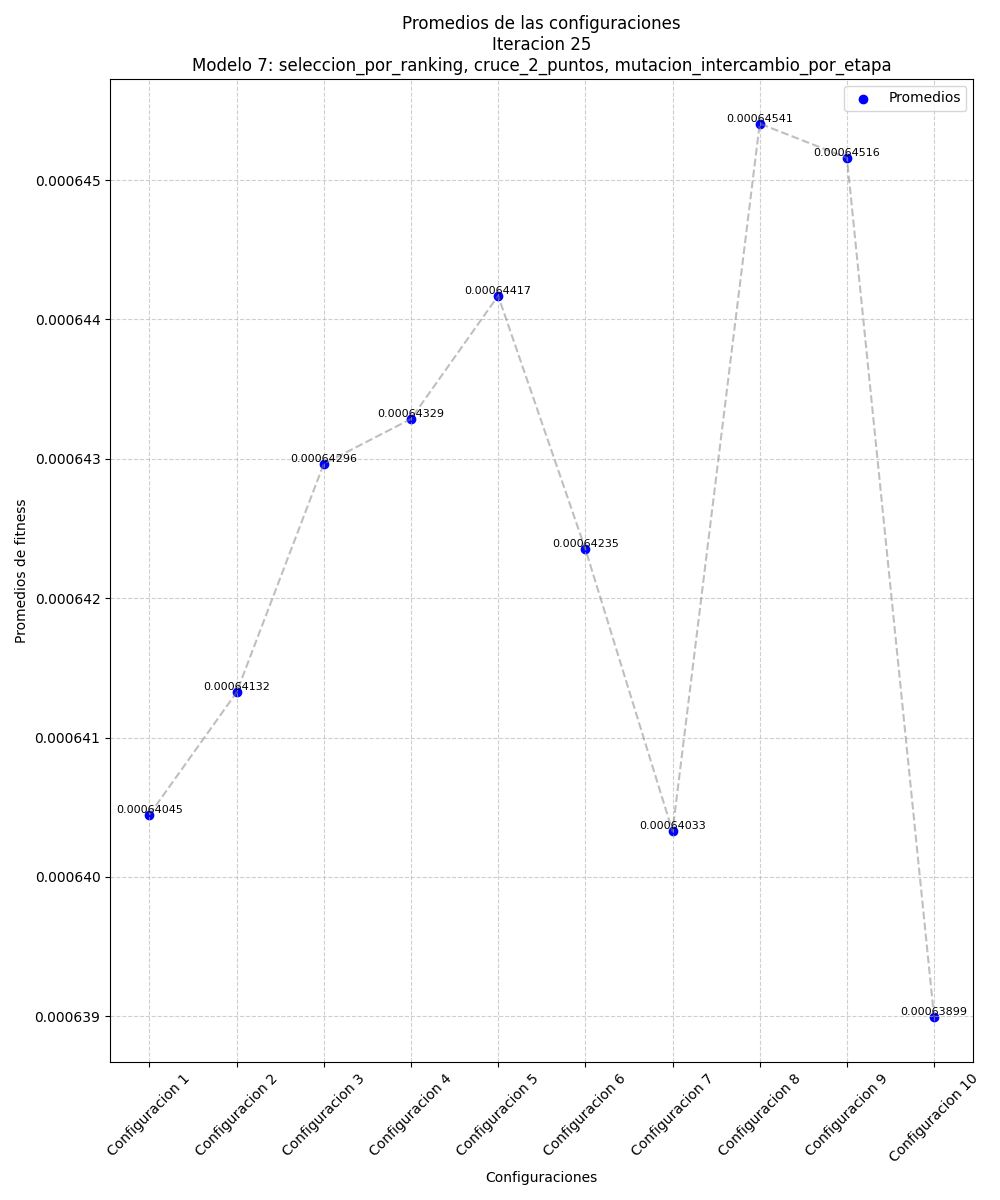 Promedios de las configuraciones
Iteracion 25
Modelo 7: seleccion_por_ranking, cruce_2_puntos, mutacion_intercambio_por_etapa
Promedios
0.00064541
0.00064516
0.000645
0.00064417
0.000644
0.00064329
0.00064296
0.000643
0.00064235
0.000642
0.00064132
0.000641
0.00064045
0.00064033
0.000640
0.00063899
0.000639
Promedios de fitness
Configuracion 1
Configuracion 2
Configuracion 3
Configuracion 4
Configuracion 5
Configuracion 6
Configuracion 7
Configuracion 8
Configuracion 9
Configuracion 10
Configuraciones